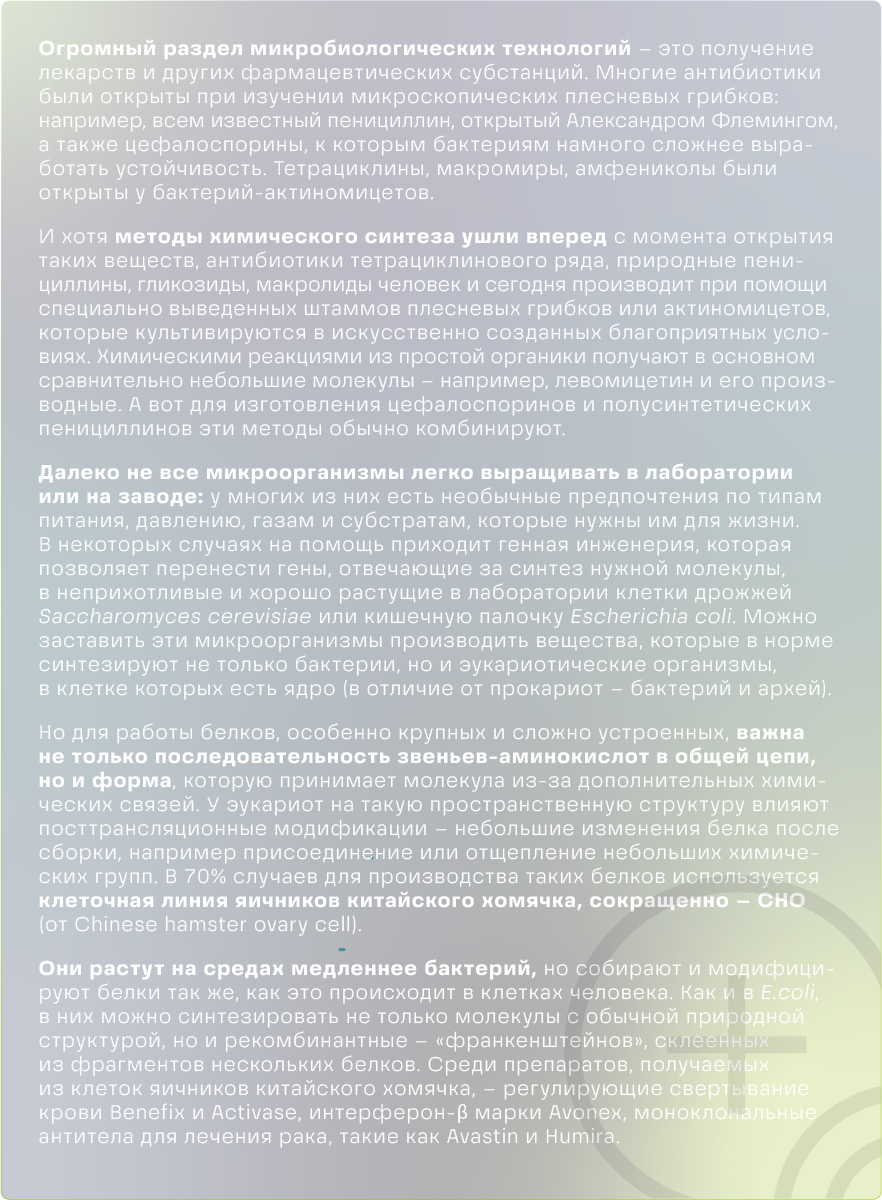 Огромный раздел микробиологических технологий – это получение
лекарств и других фармацевтических субстанций. Многие антибиотики
были открыты при изучении микроскопических плесневых грибков:
например, всем известный пенициллин, открытый Александром Флемингом,
а также цефалоспорины, к которым бактериям намного сложнее выра-
ботать устойчивость. Тетрациклины, макромиры, амфениколы были
открыты у бактерий-актиномицетов.
И хотя методы химического синтеза ушли вперед с момента открытия
таких веществ, антибиотики тетрациклинового ряда, природные пени-
циллины, гликозиды, макролиды человек и сегодня производит при помощи
специально выведенных штаммов плесневых грибков или актиномицетов,
которые культивируются в искусственно созданных благоприятных усло-
виях. Химическими реакциями из простой органики получают в основном
сравнительно небольшие молекулы – например, левомицетин и его произ-
водные. А вот для изготовления цефалоспоринов и полусинтетических
пенициллинов эти методы обычно комбинируют.
Далеко не все микроорганизмы легко выращивать в лаборатории
или на заводе: у многих из них есть необычные предпочтения по типам
питания, давлению, газам и субстратам, которые нужны им для жизни.
В некоторых случаях на помощь приходит генная инженерия, которая
позволяет перенести гены, отвечающие за синтез нужной молекулы,
в неприхотливые и хорошо растущие в лаборатории клетки дрожжей
Saccharomyces cerevisiae или кишечную палочку Escherichia coli. Можно
заставить эти микроорганизмы производить вещества, которые в норме
синтезируют не только бактерии, но и эукариотические организмы,
в клетке которых есть ядро (в отличие от прокариот – бактерий и архей).
Но для работы белков, особенно крупных и сложно устроенных, важна
не только последовательность звеньев-аминокислот в общей цепи,
но и форма, которую принимает молекула из-за дополнительных хими-
ческих связей. У эукариот на такую пространственную структуру влияют
посттрансляционные модификации – небольшие изменения белка после
сборки, например присоединение или отщепление небольших химиче-
ских групп. В 70% случаев для производства таких белков используется
клеточная линия яичников китайского хомячка, сокращенно – CHO
(от Chinese hamster ovary cell).
Они растут на средах медленнее бактерий, но собирают и модифици-
руют белки так же, как это происходит в клетках человека. Как и в E.coli,
в них можно синтезировать не только молекулы с обычной природной
структурой, но и рекомбинантные – «франкенштейнов», склеенных
из фрагментов нескольких белков. Среди препаратов, получаемых
из клеток яичников китайского хомячка, – регулирующие свертывание
крови Benefix и Activase, интерферон-β марки Avonex, моноклональные
антитела для лечения рака, такие как Avastin и Humira.